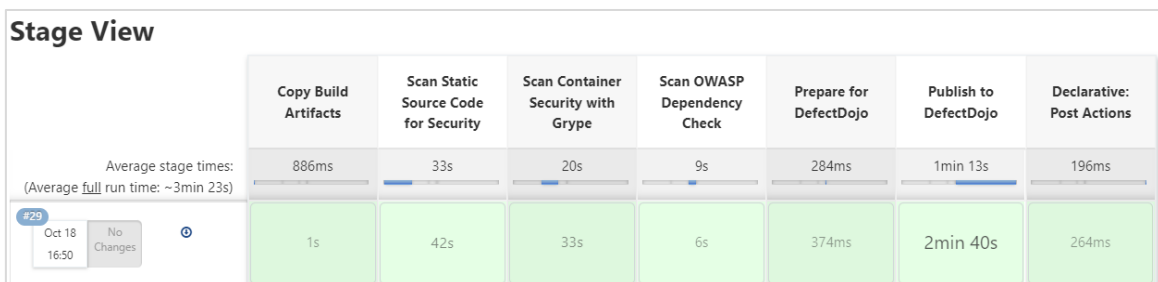 Stage View
Copy Build
Artifacts
Scan Static
Source Code
for Security
Scan Container
Security with
Grype
Scan OWASP
Dependency
Check
Prepare for
DefectDojo
Publish to
DefectDojo
Declarative:
Post Actions
Average stage times:
(Average full run time: ~3min 23s)
886ms
33s
20s
9s
284ms
1min 13s
196ms
#29
Oct 18
16:50
No
Changes
1s
42s
33s
6s
374ms
2min 40s
264ms